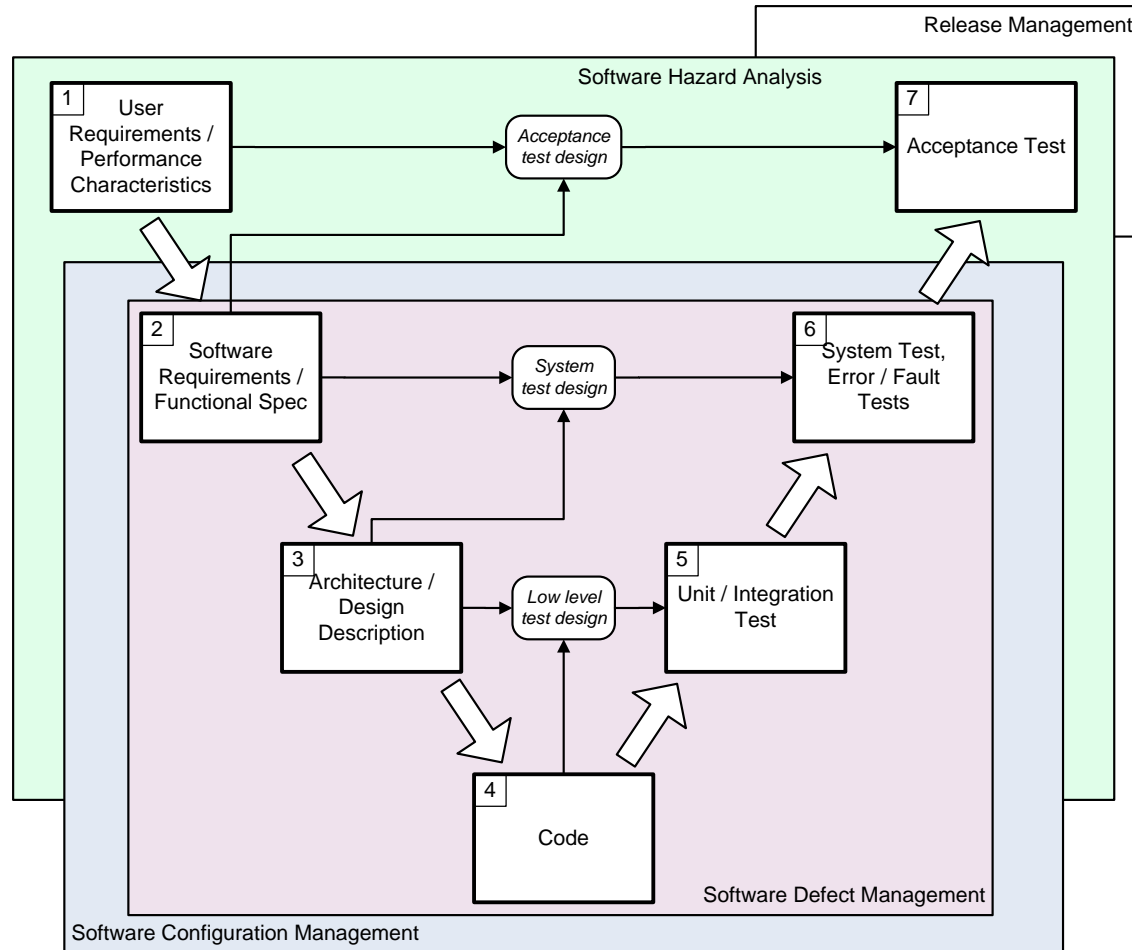 Release Management
Software Hazard Analysis
1
User
Requirements /
Performance
Characteristics
Acceptance
test design
7
Acceptance Test
2
Software
Requirements /
Functional Spec
System
test design
6
System Test,
Error / Fault
Tests
3
Architecture /
Design
Description
Low level
test design
5
Unit / Integration
Test
4
Code
Software Defect Management
Software Configuration Management